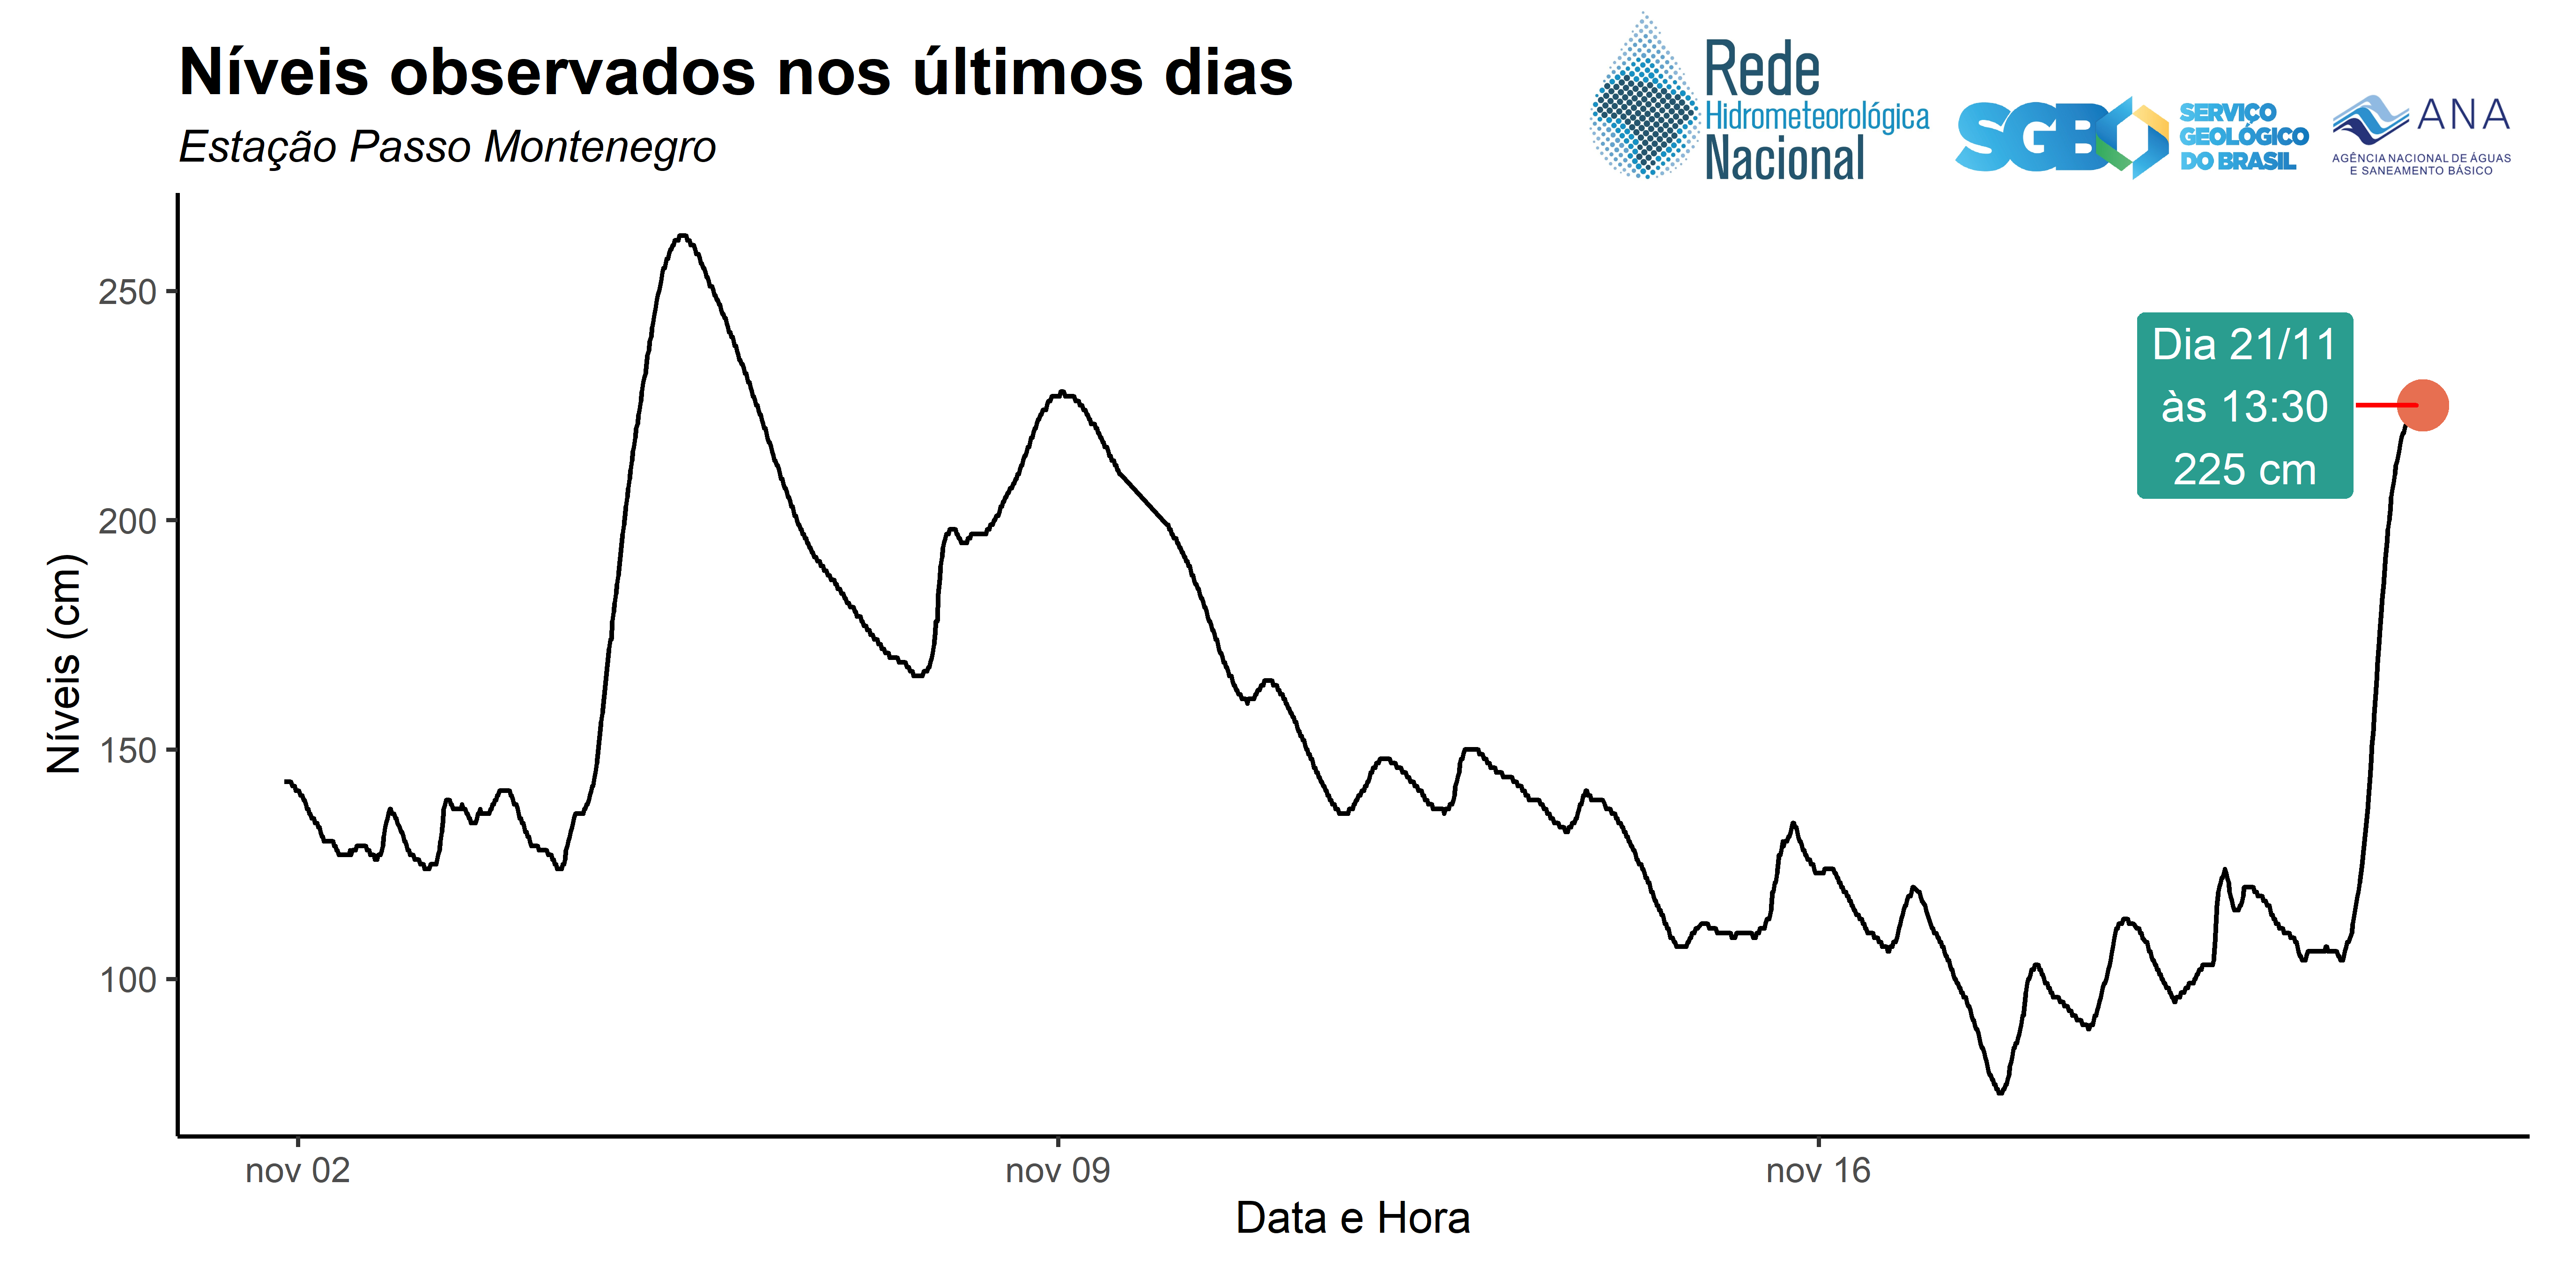 Níveis observados nos últimos dias
Estação Passo Montenegro
Rede
Hidrometeorológica
Nacional
SGB
SERVIÇO
GEOLÓGICO
DO BRASIL
ANA
AGÊNCIA NACIONAL DE ÁGUAS
E SANEAMENTO BÁSICO
Níveis (cm)
250
200
150
100
Dia 21/11
às 13:30
225 cm
nov 02
nov 09
nov 16
Data e Hora